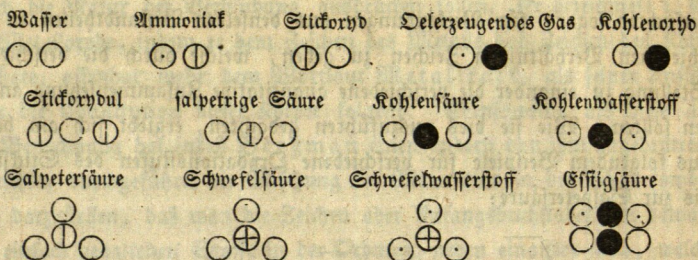 Wasser Ammoniak Stickoxyd Oelerzeugendes Gas Kohlenoxyd
Stickoxydul salpetrige Säure Kohlensäure Kohlenwasserstoff
Salpetersäure Schwefelsäure Schwefelwasserstoff Essigsäure